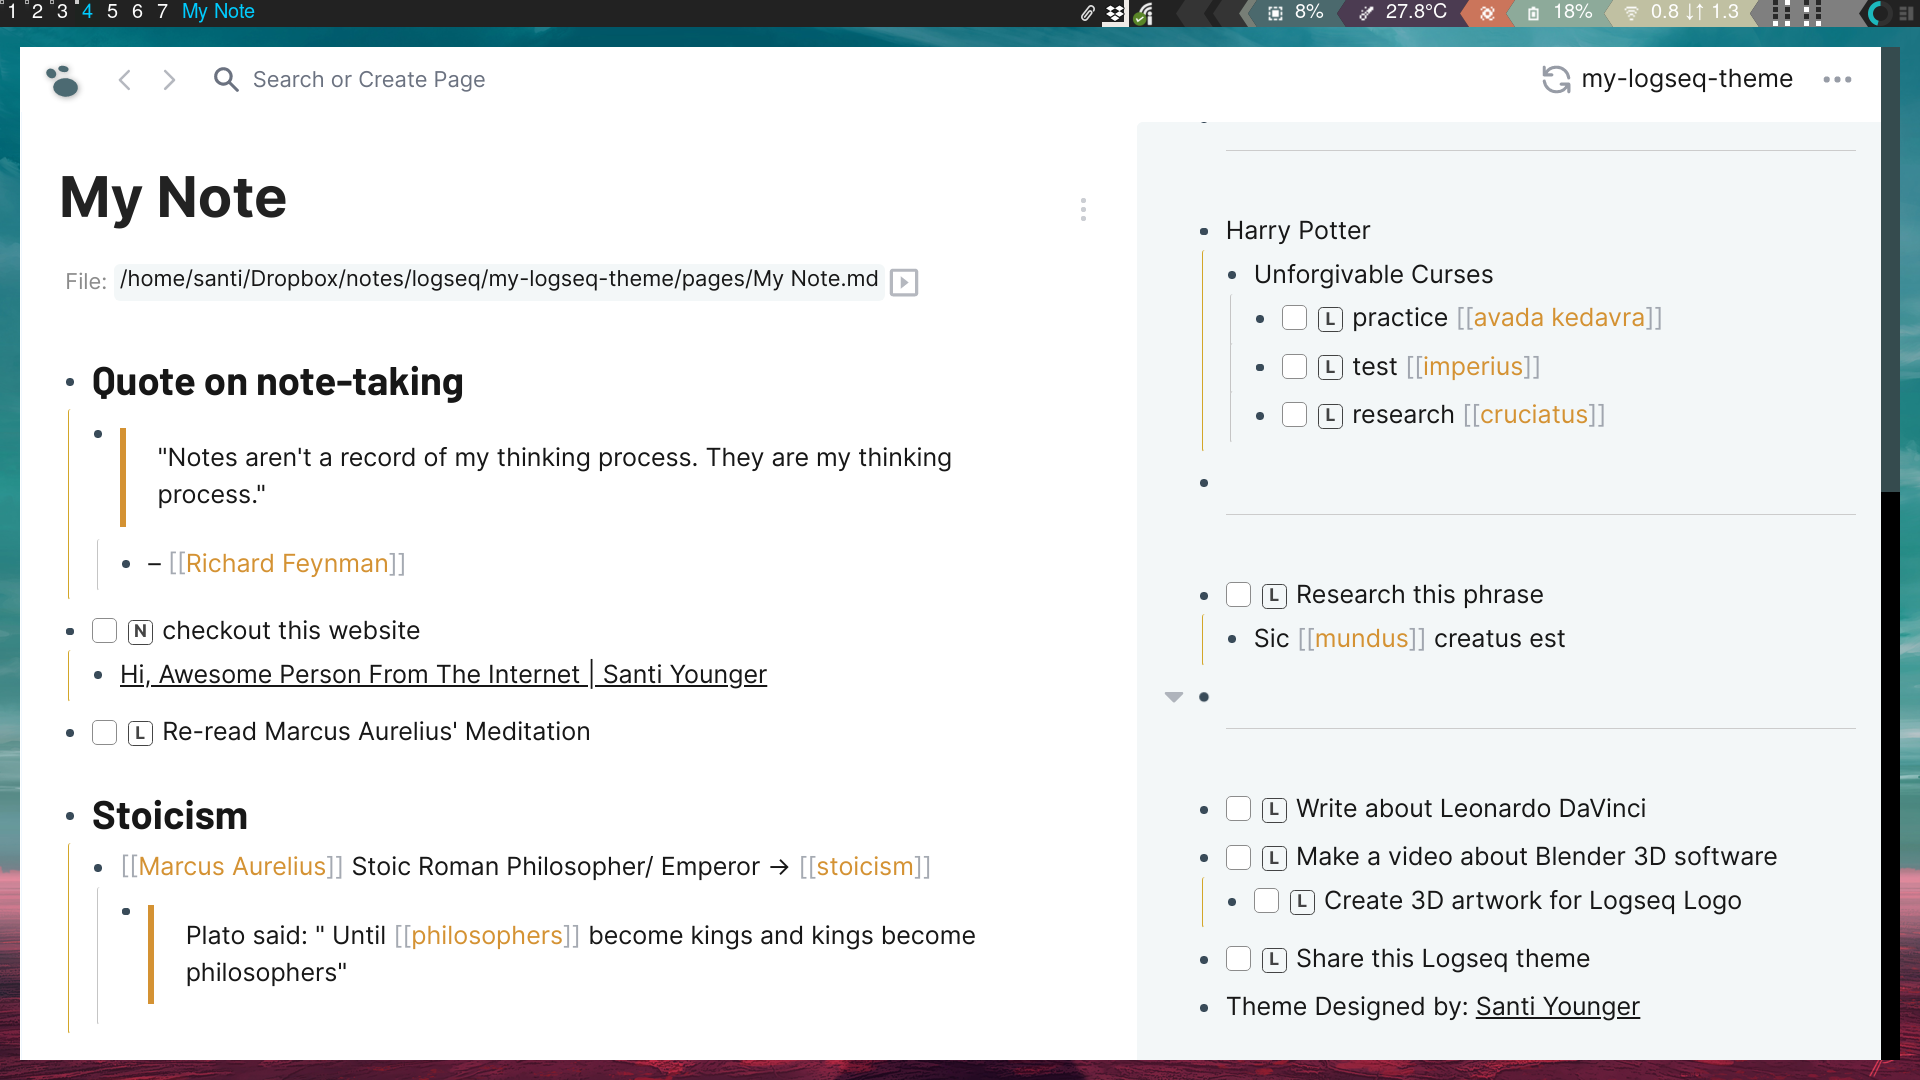 1 2 3 4 5 6 7 My Note
8% 27.8°C 18% 0.8 ↓↑ 1.3
Search or Create Page
my-logseq-theme
My Note
File: /home/santi/Dropbox/notes/logseq/my-logseq-theme/pages/My Note.md
Quote on note-taking
"Notes aren't a record of my thinking process. They are my thinking
process."
– [[Richard Feynman]]
N checkout this website
Hi, Awesome Person From The Internet | Santi Younger
L Re-read Marcus Aurelius' Meditation
Stoicism
[[Marcus Aurelius]] Stoic Roman Philosopher/ Emperor → [[stoicism]]
Plato said: " Until [[philosophers]] become kings and kings become
philosophers"
Harry Potter
Unforgivable Curses
L practice [[avada kedavra]]
L test [[imperius]]
L research [[cruciatus]]
L Research this phrase
Sic [[mundus]] creatus est
L Write about Leonardo DaVinci
L Make a video about Blender 3D software
L Create 3D artwork for Logseq Logo
L Share this Logseq theme
Theme Designed by: Santi Younger